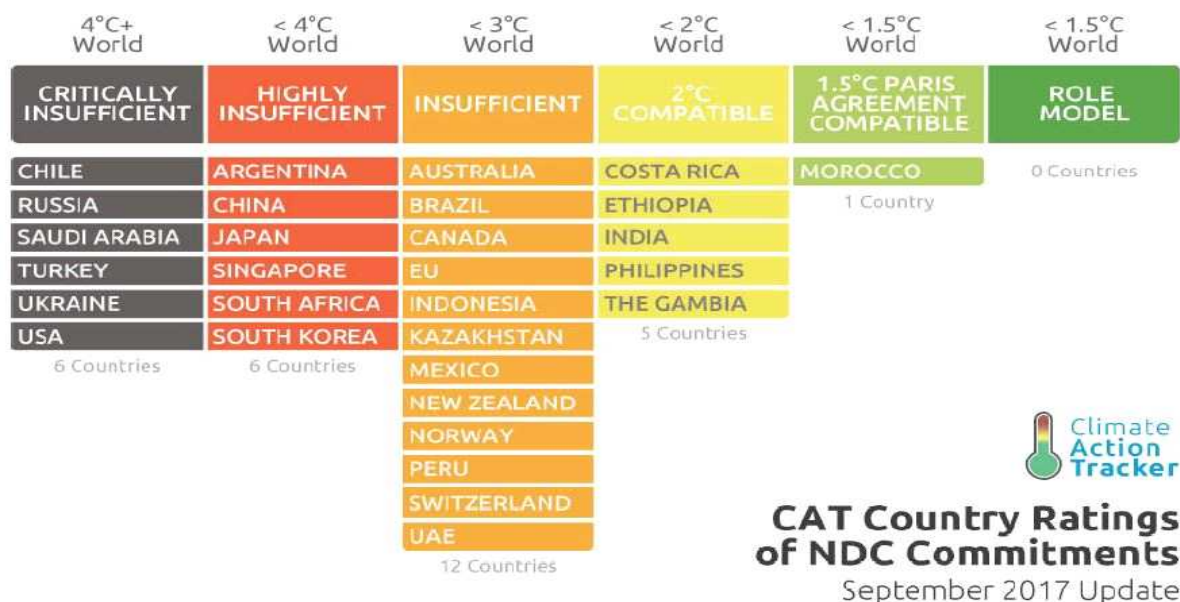 4°C+
World
< 4°C
World
< 3°C
World
< 2°C
World
< 1.5°C
World
< 1.5°C
World
CRITICALLY
INSUFFICIENT
HIGHLY
INSUFFICIENT
INSUFFICIENT
2°C
COMPATIBLE
1.5°C PARIS
AGREEMENT
COMPATIBLE
ROLE
MODEL
CHILE
RUSSIA
SAUDI ARABIA
TURKEY
UKRAINE
USA
6 Countries
ARGENTINA
CHINA
JAPAN
SINGAPORE
SOUTH AFRICA
SOUTH KOREA
6 Countries
AUSTRALIA
BRAZIL
CANADA
EU
INDONESIA
KAZAKHSTAN
MEXICO
NEW ZEALAND
NORWAY
PERU
SWITZERLAND
UAE
12 Countries
COSTA RICA
ETHIOPIA
INDIA
PHILIPPINES
THE GAMBIA
5 Countries
MOROCCO
1 Country
0 Countries
Climate
Action
Tracker
CAT Country Ratings
of NDC Commitments
September 2017 Update